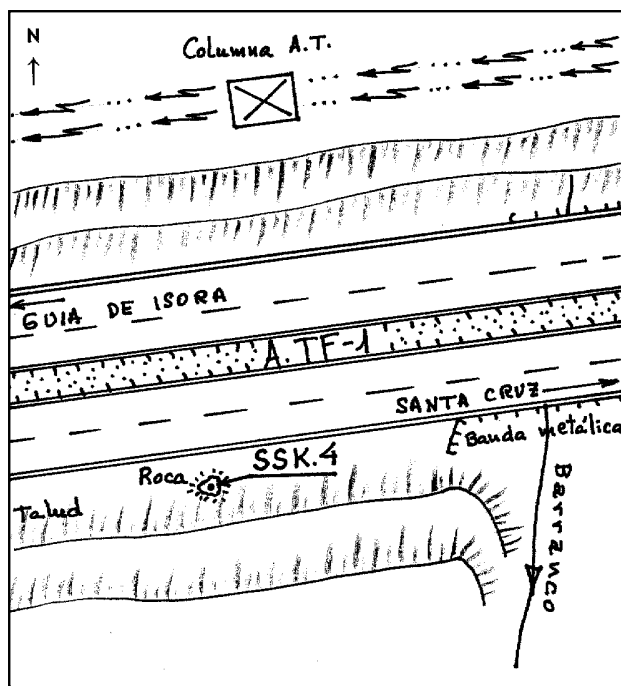 N
Columna A.T.
GUIA DE ISORA
A.TF-1
SANTA CRUZ
Banda metálica
Roca
SSK.4
Talud
Barranco